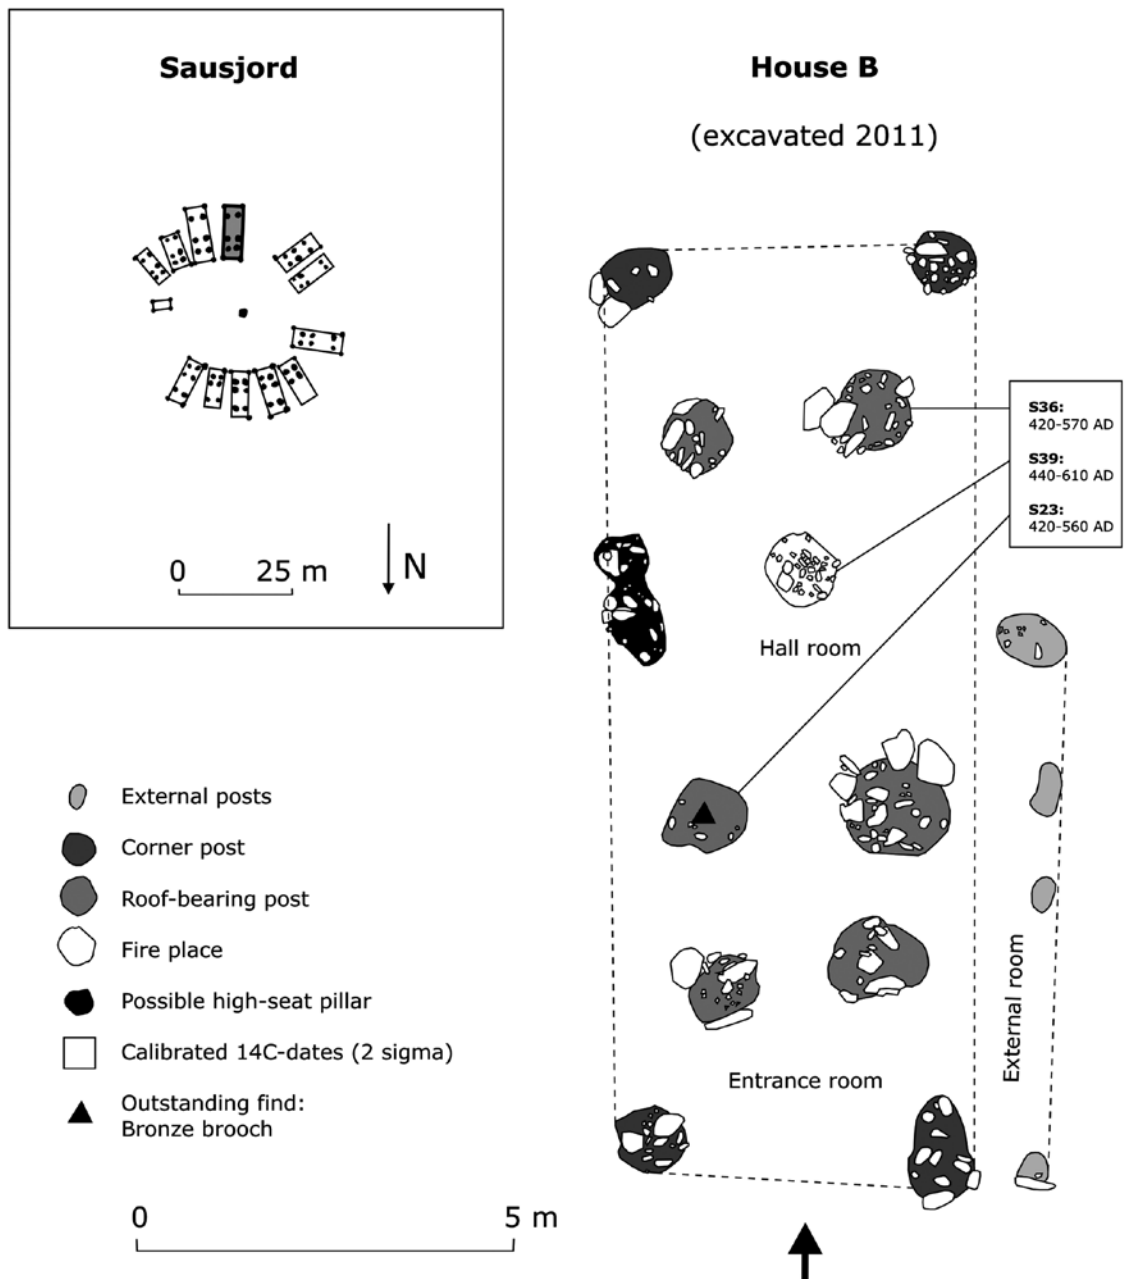 Sausjord
0
25 m
N
House B
(excavated 2011)
S36:
420-570 AD
S39:
440-610 AD
S23:
420-560 AD
Hall room
External room
Entrance room
External posts
Corner post
Roof-bearing post
Fire place
Possible high-seat pillar
Calibrated 14C-dates (2 sigma)
Outstanding find:
Bronze brooch
0
5 m